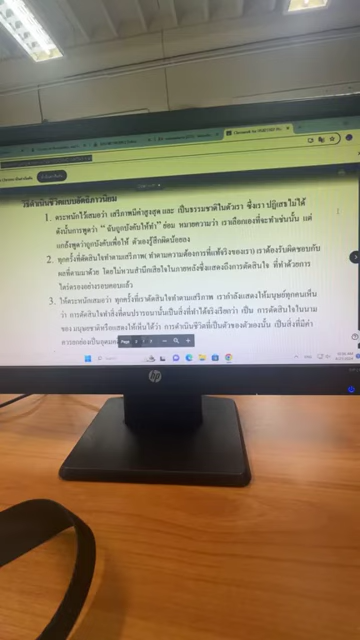 วิธีดำเนินชีวิตแบบอัตถิภาวนิยม
1. ตระหนักไว้เสมอว่า เสรีภาพมีค่าสูงสุด และ เป็นธรรมชาติในตัวเรา ซึ่งเรา ปฏิเสธไม่ได้
ดังนั้นการพูดว่า “ ฉันถูกบังคับให้ทำ” ย่อม หมายความว่า เราเลือกเองที่จะทำเช่นนั้น แต่
แกล้งพูดว่าถูกบังคับเพื่อให้ ตัวเองรู้สึกผิดน้อยลง
2. ทุกครั้งที่ตัดสินใจทำตามเสรีภาพ( ทำตามความต้องการที่แท้จริงของเรา) เราต้องรับผิดชอบกับ
ผลที่ตามมาด้วย โดยไม่หวนสำนึกเสียใจในภายหลังซึ่งแสดงถึงการตัดสินใจ ที่ทำด้วยการ
ไตร่ตรองอย่างรอบคอบแล้ว
3. ให้ตระหนักเสมอว่า ทุกครั้งที่เราตัดสินใจทำตามเสรีภาพ เรากำลังแสดงให้มนุษย์ทุกคนเห็น
ว่า การตัดสินใจทำสิ่งที่ตนปรารถนานั้นเป็นสิ่งที่ทำได้จริงเรียกว่า เป็น การตัดสินใจในนาม
ของ มนุษยชาติหรือแสดงให้เห็นได้ว่า การดำเนินชีวิตที่เป็นตัวของตัวเองนั้น เป็นสิ่งที่มีค่า
Page 2 / 2
Search
ENG
hp